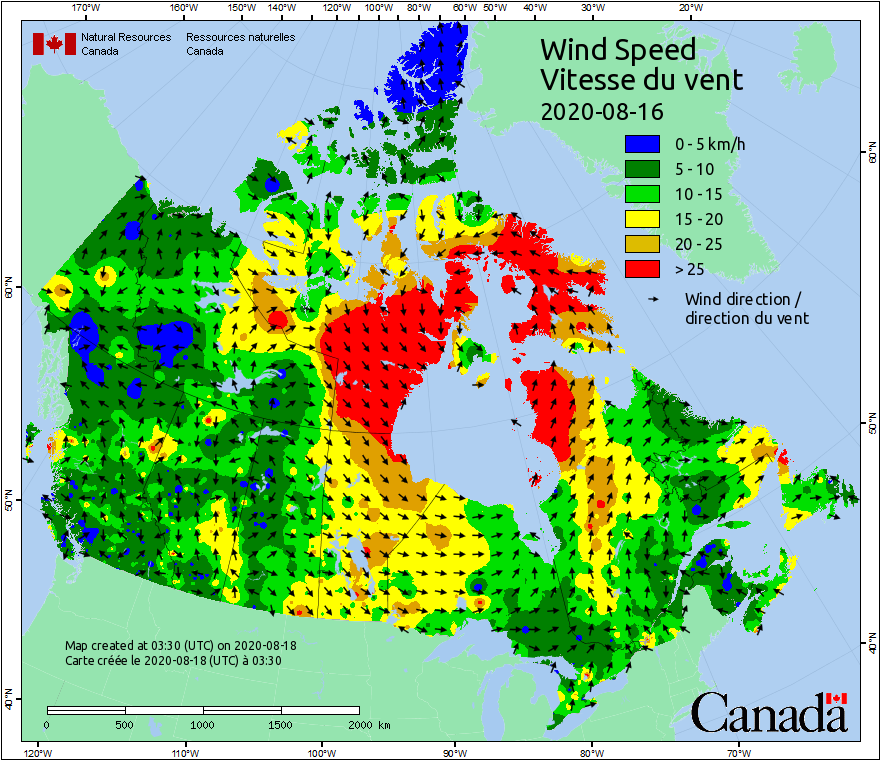 170°W 160°W 150°W 140°W 120°W 110°W 100°W 80°W 60°W 50°W 40°W 30°W 20°W
Natural Resources Ressources naturelles
Canada Canada
Wind Speed
Vitesse du vent
2020-08-16
0 - 5 km/h
5 - 10
10 - 15
15 - 20
20 - 25
> 25
Wind direction /
direction du vent
60°N
60°N
50°N
50°N
40°N
40°N
Map created at 03:30 (UTC) on 2020-08-18
Carte créée le 2020-08-18 (UTC) à 03:30
0 500 1000 1500 2000 km
Canada
120°W 110°W 100°W 90°W 80°W 70°W